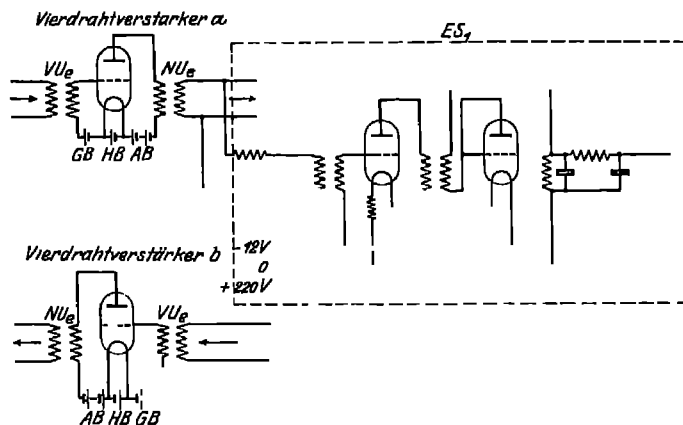 Vierdrahtverstärker a
ES₁
VUe
NUe
GB HB AB
-12V
0
+220V
Vierdrahtverstärker b
NUe
VUe
AB HB GB